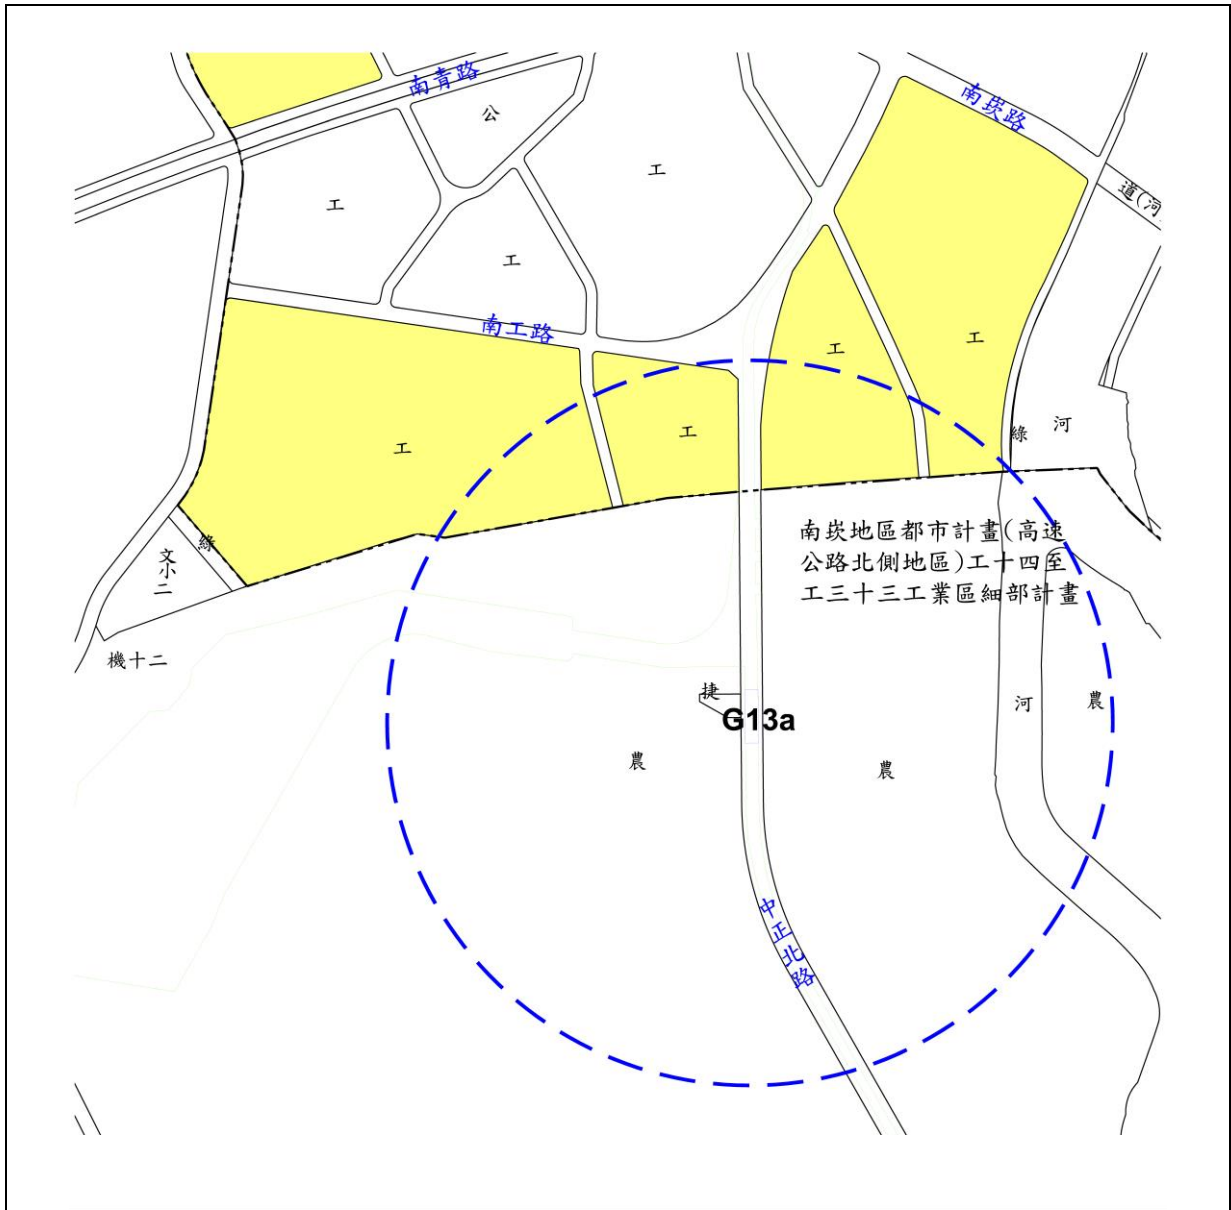 南青路
南崁路
公
道(河
工
工
工
南工路
工
工
工
工
綠
河
綠
文小二
南崁地區都市計畫(高速
公路北側地區)工十四至
工三十三工業區細部計畫
機十二
捷
G13a
河
農
農
農
中正北路